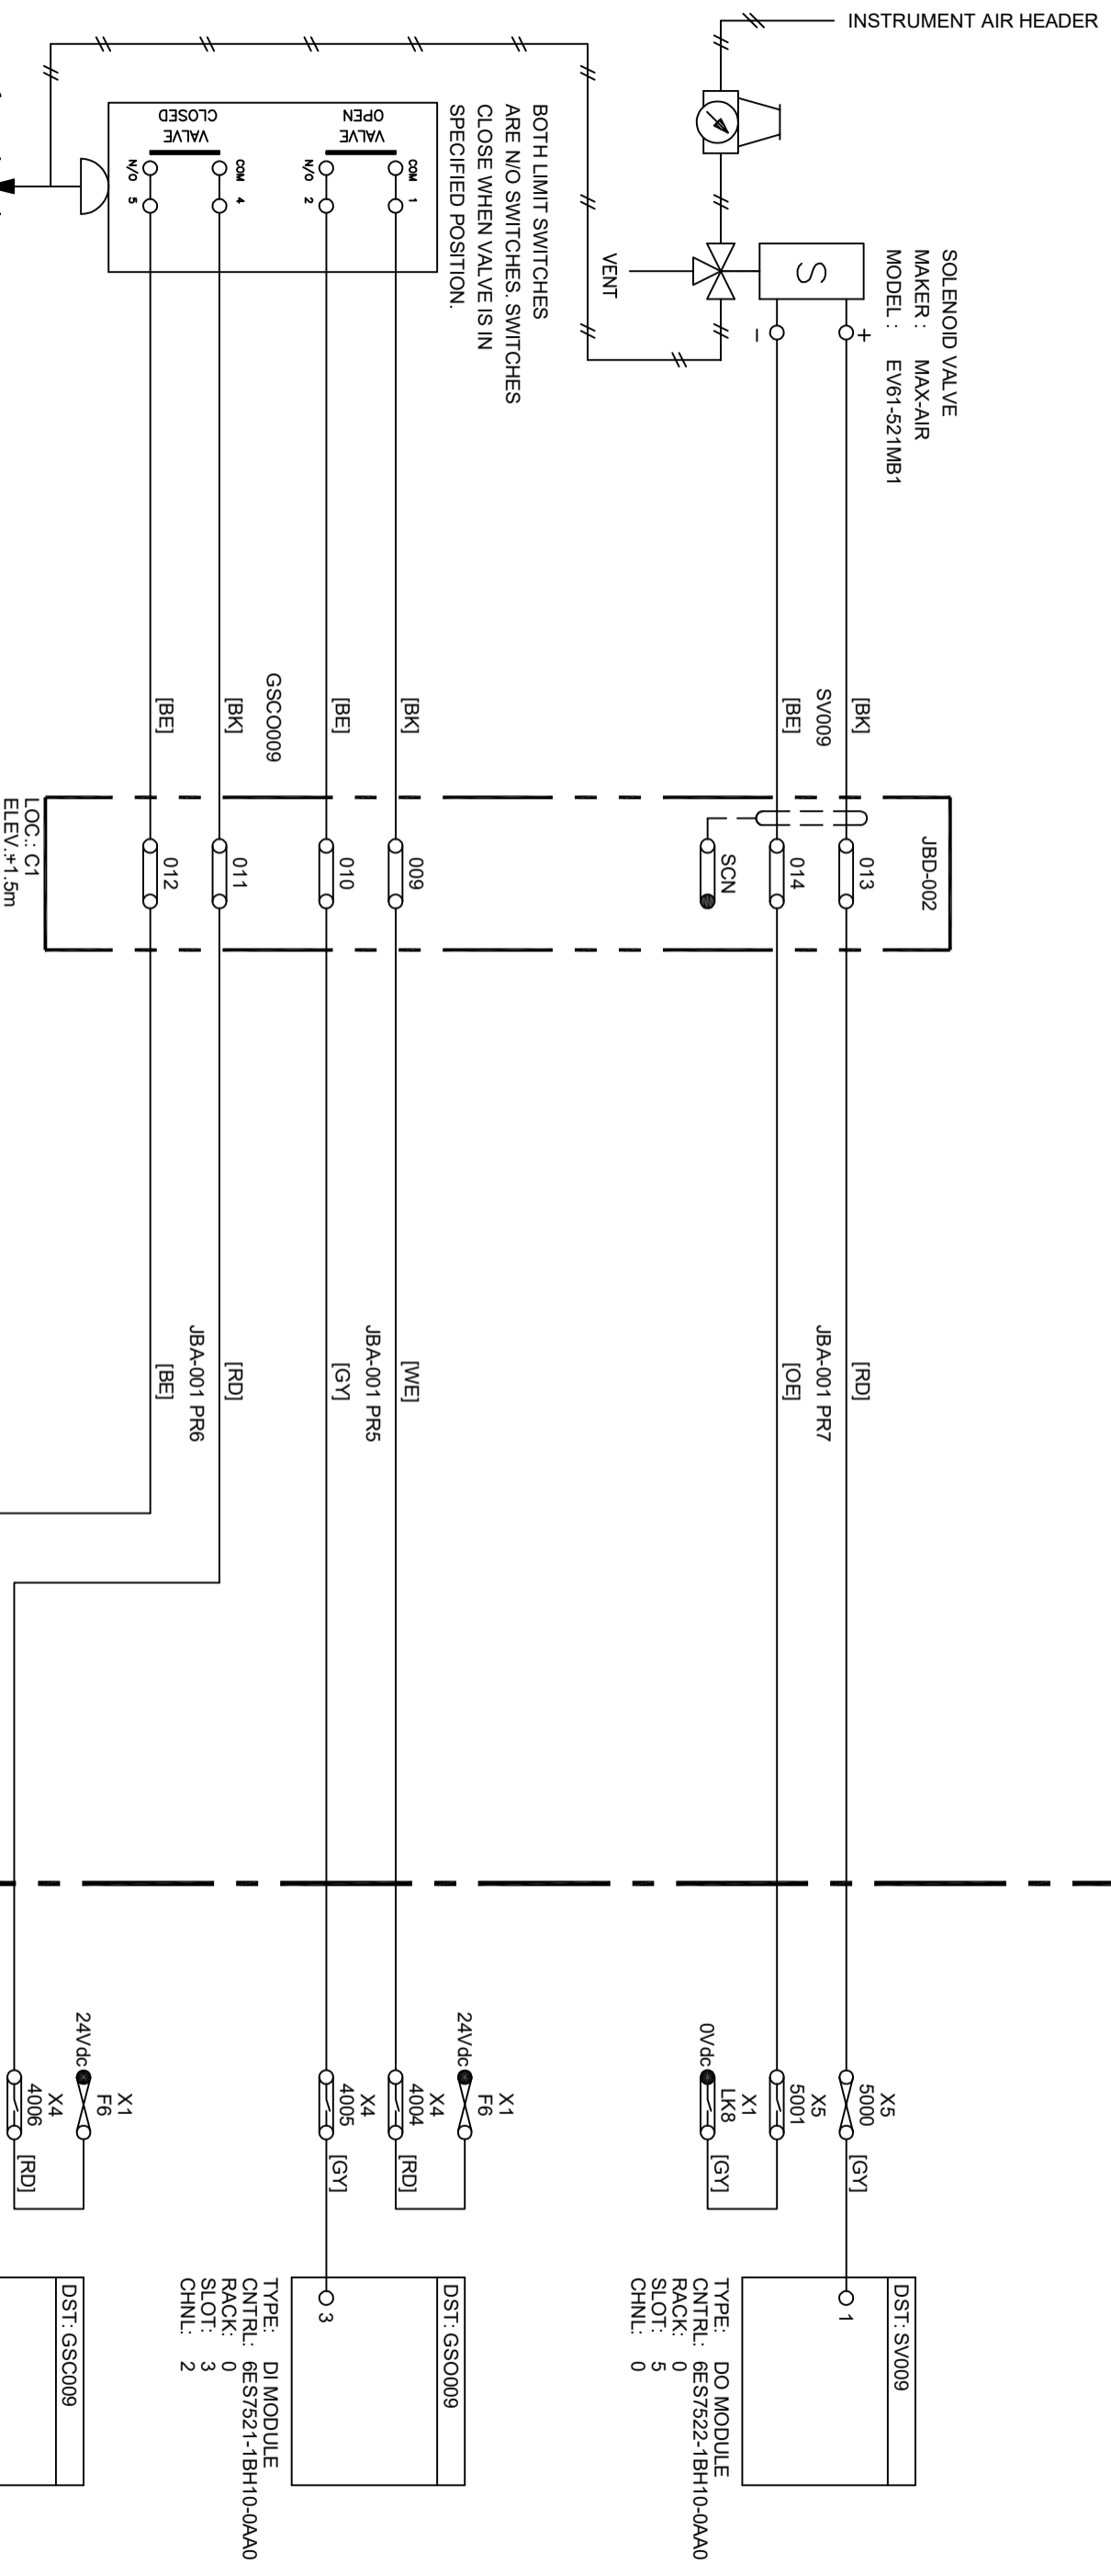 INSTRUMENT AIR HEADER
SOLENOID VALVE
MAKER : MAX-AIR
MODEL : EV61-521MB1
S
+
-
VENT
BOTH LIMIT SWITCHES
ARE N/O SWITCHES. SWITCHES
CLOSE WHEN VALVE IS IN
SPECIFIED POSITION.
VALVE
OPEN
COM 1
N/O 2
VALVE
CLOSED
COM 4
N/O 5
[BK]
SV009
[BE]
[BK]
[BE]
GSCO009
[BK]
[BE]
JBD-002
013
014
SCN
009
010
011
012
LOC.: C1
ELEV.:+1.5m
[RD]
JBA-001 PR7
[OE]
[WE]
JBA-001 PR5
[GY]
[RD]
JBA-001 PR6
[BE]
X5
5000
[GY]
X5
5001
X1
LK8
0Vdc
[GY]
X1
F6
24Vdc
X4
4004
[RD]
X4
4005
[GY]
X1
F6
24Vdc
X4
4006
[RD]
DST: SV009
1
TYPE: DO MODULE
CNTRL: 6ES7522-1BH10-0AA0
RACK: 0
SLOT: 5
CHNL: 0
DST: GSO009
3
TYPE: DI MODULE
CNTRL: 6ES7521-1BH10-0AA0
RACK: 0
SLOT: 3
CHNL: 2
DST: GSC009